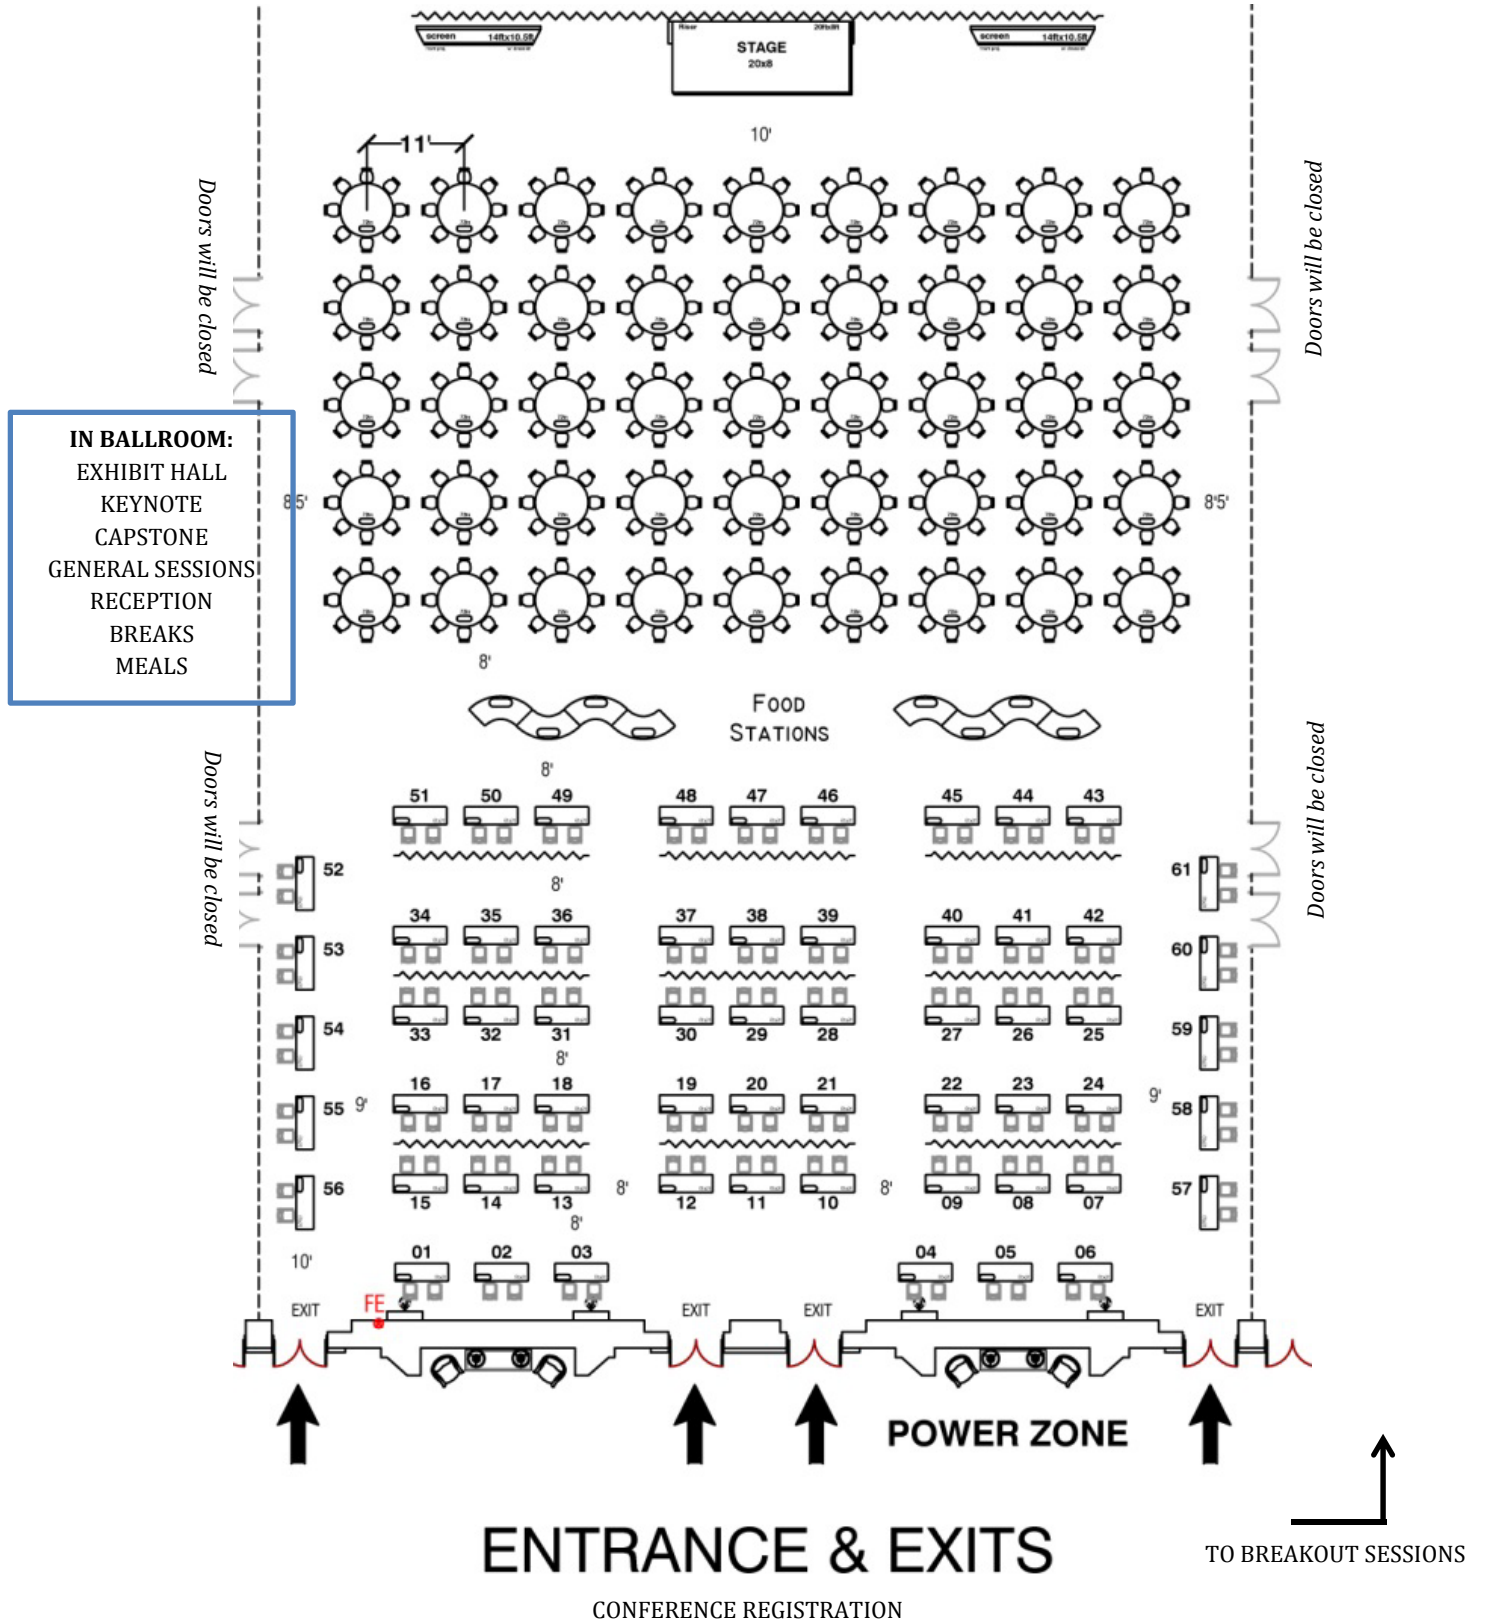 screen 14ftx10.5ft
Riser 20ftx8ft
STAGE
20x8
screen 14ftx10.5ft
10'
11'
Doors will be closed
Doors will be closed
IN BALLROOM:
EXHIBIT HALL
KEYNOTE
CAPSTONE
GENERAL SESSIONS
RECEPTION
BREAKS
MEALS
8'5'
8'5'
8'
FOOD
STATIONS
Doors will be closed
Doors will be closed
8'
51 50 49 48 47 46 45 44 43
52 61
8'
34 35 36 37 38 39 40 41 42
53 60
33 32 31 30 29 28 27 26 25
54 59
8'
16 17 18 19 20 21 22 23 24
55 9' 9' 58
56 8' 8' 57
15 14 13 12 11 10 09 08 07
8'
10' 01 02 03 04 05 06
EXIT FE EXIT EXIT EXIT
POWER ZONE
ENTRANCE & EXITS
TO BREAKOUT SESSIONS
CONFERENCE REGISTRATION